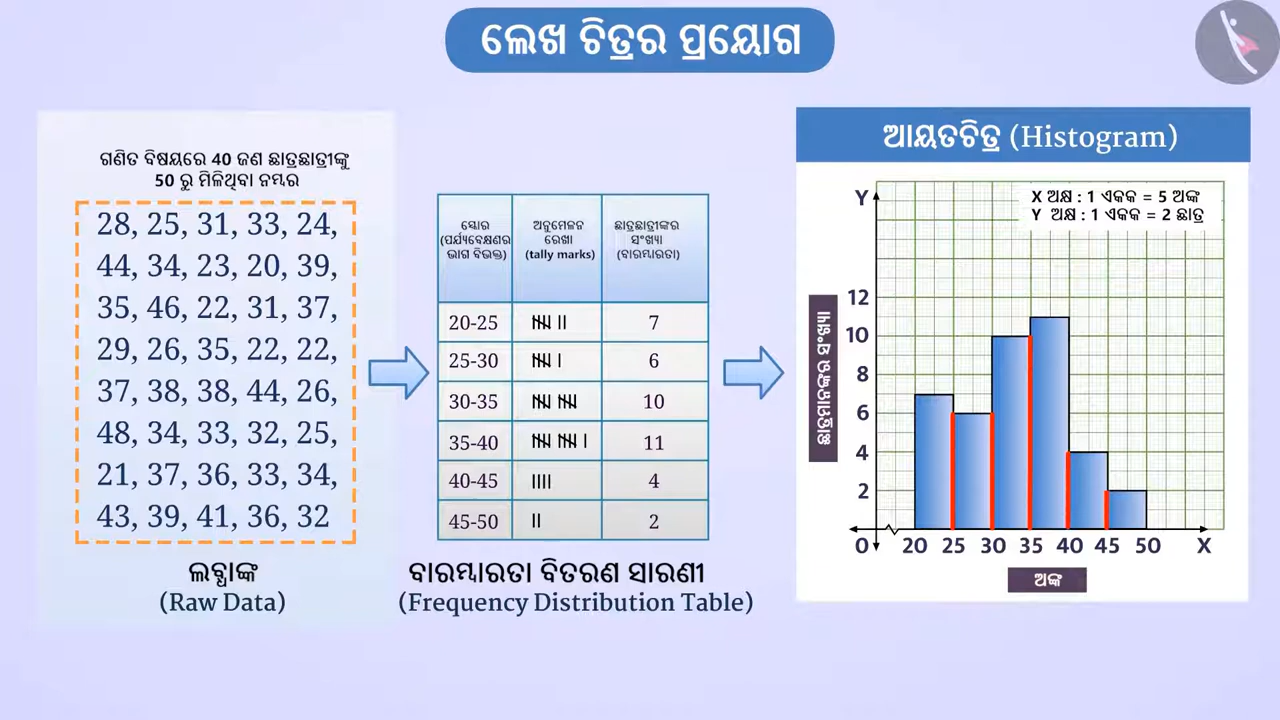 ଲେଖ ଚିତ୍ରର ପ୍ରୟୋଗ
ଗଣିତ ବିଷୟରେ 40 ଜଣ ଛାତ୍ରଛାତ୍ରୀଙ୍କୁ
50 ରୁ ମିଳିଥିବା ନମ୍ବର
28, 25, 31, 33, 24,
44, 34, 23, 20, 39,
35, 46, 22, 31, 37,
29, 26, 35, 22, 22,
37, 38, 38, 44, 26,
48, 34, 33, 32, 25,
21, 37, 36, 33, 34,
43, 39, 41, 36, 32
ଲବ୍ଧାଙ୍କ
(Raw Data)
ସ୍କୋର
(ପର୍ଯ୍ୟବେକ୍ଷଣର
ଭାଗ ବିଭକ୍ତ)
ଅନୁମେଳନ
ରେଖା
(tally marks)
ଛାତ୍ରଛାତ୍ରୀଙ୍କର
ସଂଖ୍ୟା
(ବାରମ୍ବାରତା)
20-25 7
25-30 6
30-35 10
35-40 11
40-45 4
45-50 2
ବାରମ୍ବାରତା ବିତରଣ ସାରଣୀ
(Frequency Distribution Table)
ଆୟତଚିତ୍ର (Histogram)
X ଅକ୍ଷ : 1 ଏକକ = 5 ଅଙ୍କ
Y ଅକ୍ଷ : 1 ଏକକ = 2 ଛାତ୍ର
Y
12
10
8
6
4
2
ଛାତ୍ରମାନଙ୍କର ସଂଖ୍ୟା
0 20 25 30 35 40 45 50 X
ଅଙ୍କ